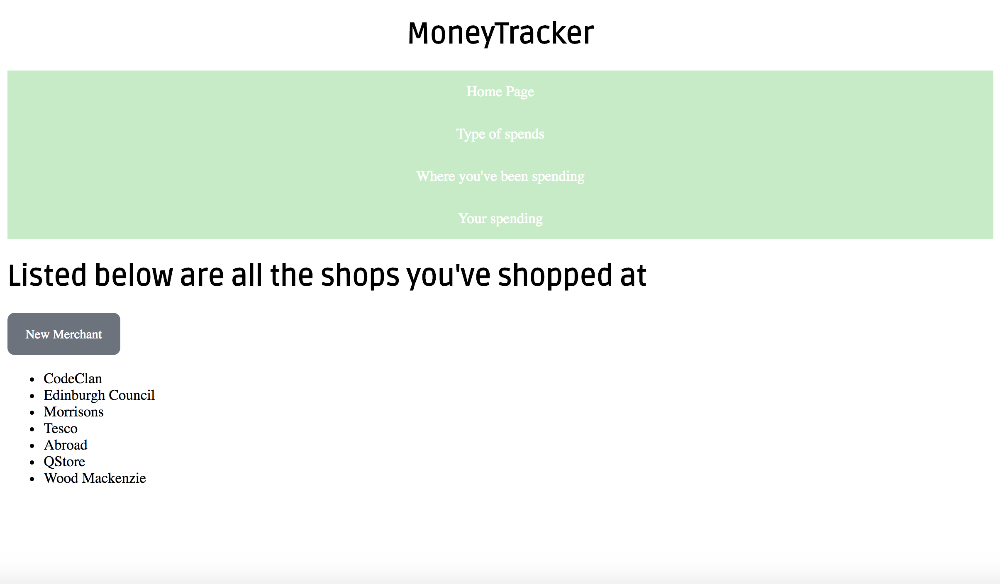 MoneyTracker
Home Page
Type of spends
Where you've been spending
Your spending
Listed below are all the shops you've shopped at
New Merchant
CodeClan
Edinburgh Council
Morrisons
Tesco
Abroad
QStore
Wood Mackenzie